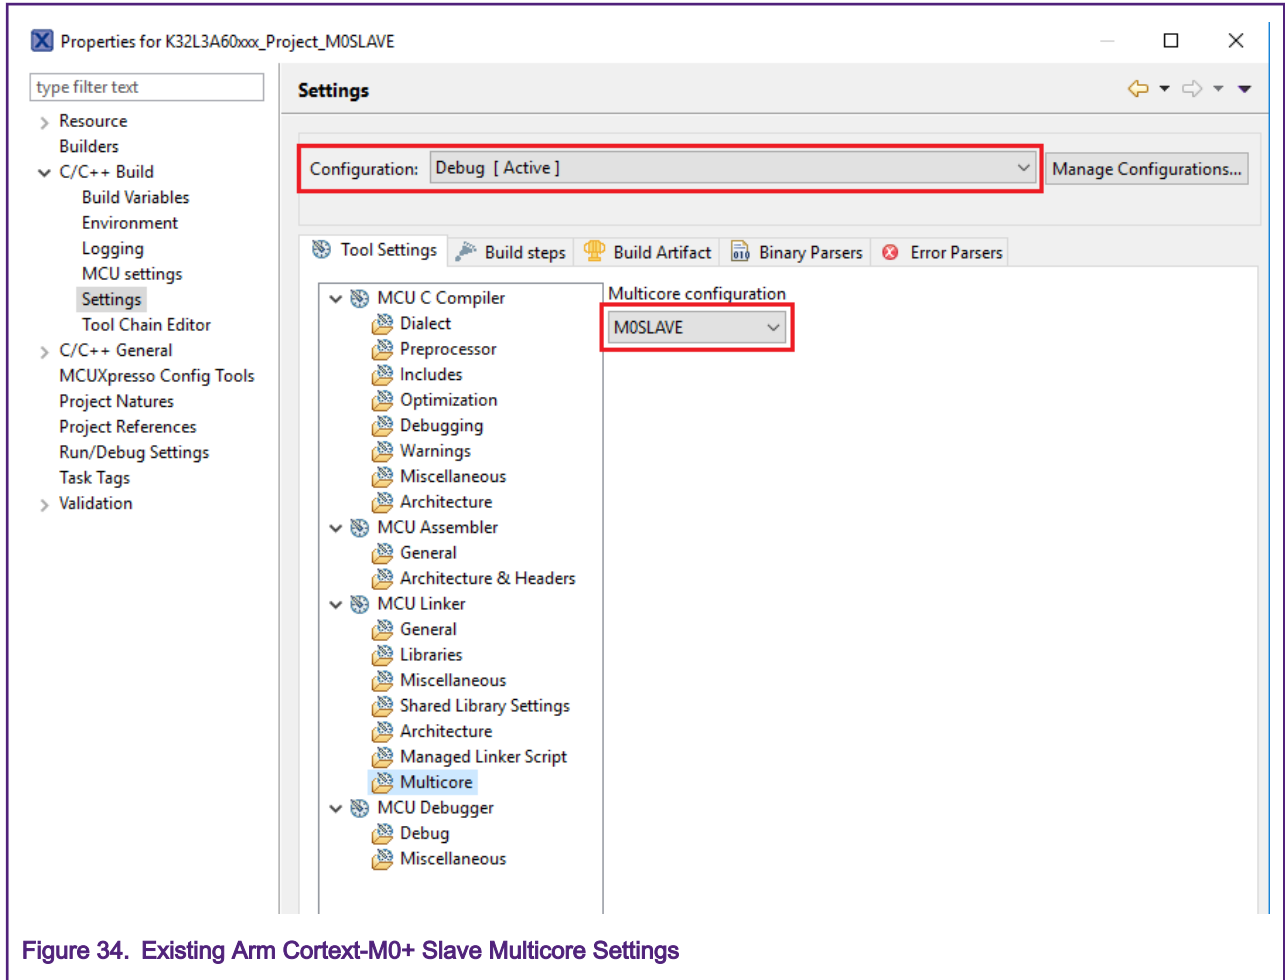 Properties for K32L3A60xxx_Project_M0SLAVE
type filter text
Resource
Builders
C/C++ Build
Build Variables
Environment
Logging
MCU settings
Settings
Tool Chain Editor
C/C++ General
MCUXpresso Config Tools
Project Natures
Project References
Run/Debug Settings
Task Tags
Validation
Settings
Configuration: Debug [ Active ] Manage Configurations...
Tool Settings Build steps Build Artifact Binary Parsers Error Parsers
MCU C Compiler
Dialect
Preprocessor
Includes
Optimization
Debugging
Warnings
Miscellaneous
Architecture
MCU Assembler
General
Architecture & Headers
MCU Linker
General
Libraries
Miscellaneous
Shared Library Settings
Architecture
Managed Linker Script
Multicore
MCU Debugger
Debug
Miscellaneous
Multicore configuration
M0SLAVE
Figure 34. Existing Arm Cortext-M0+ Slave Multicore Settings